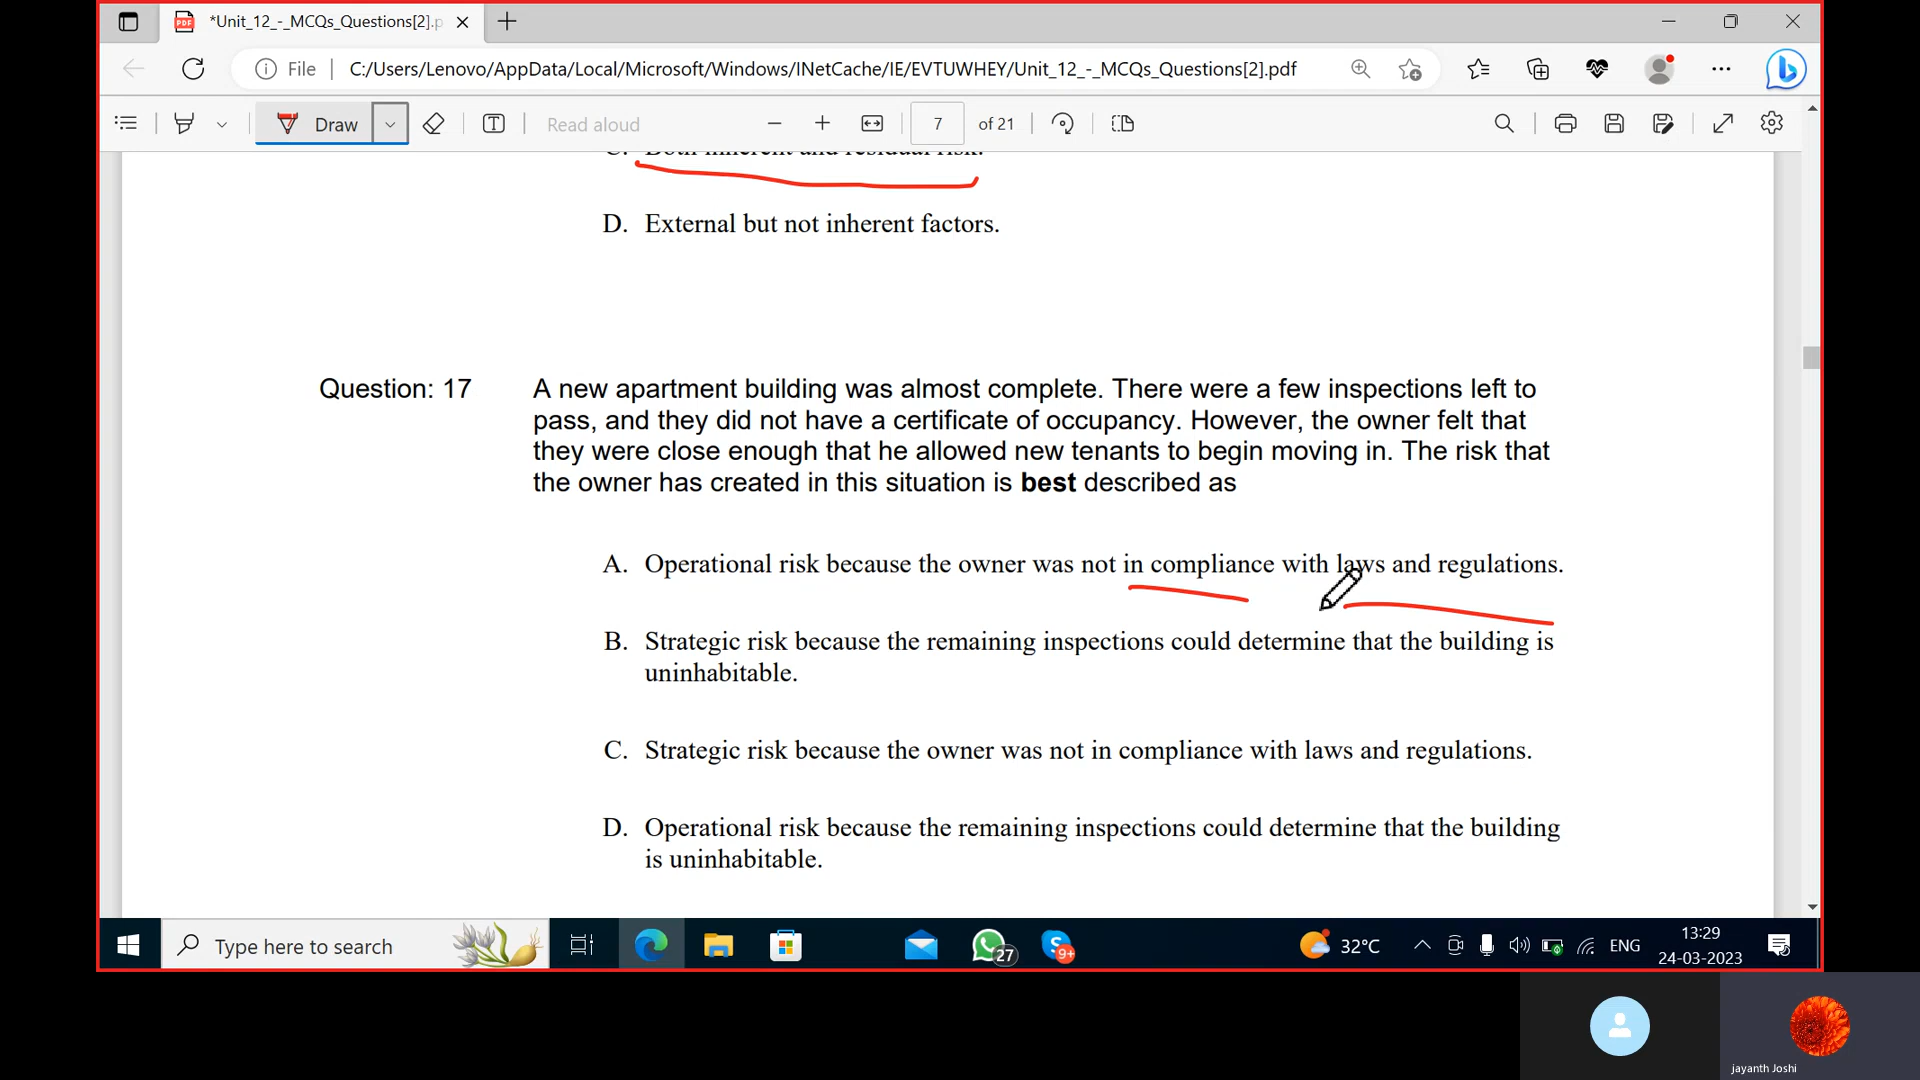 *Unit_12_-_MCQs_Questions[2].p
File
C:/Users/Lenovo/AppData/Local/Microsoft/Windows/INetCache/IE/EVTUWHEY/Unit_12_-_MCQs_Questions[2].pdf
Draw
Read aloud
7 of 21
C. Both inherent and residual risk.
D. External but not inherent factors.
Question: 17
A new apartment building was almost complete. There were a few inspections left to
pass, and they did not have a certificate of occupancy. However, the owner felt that
they were close enough that he allowed new tenants to begin moving in. The risk that
the owner has created in this situation is best described as
A. Operational risk because the owner was not in compliance with laws and regulations.
B. Strategic risk because the remaining inspections could determine that the building is
uninhabitable.
C. Strategic risk because the owner was not in compliance with laws and regulations.
D. Operational risk because the remaining inspections could determine that the building
is uninhabitable.
Type here to search
27
9+
32°C
ENG
13:29
24-03-2023
jayanth Joshi